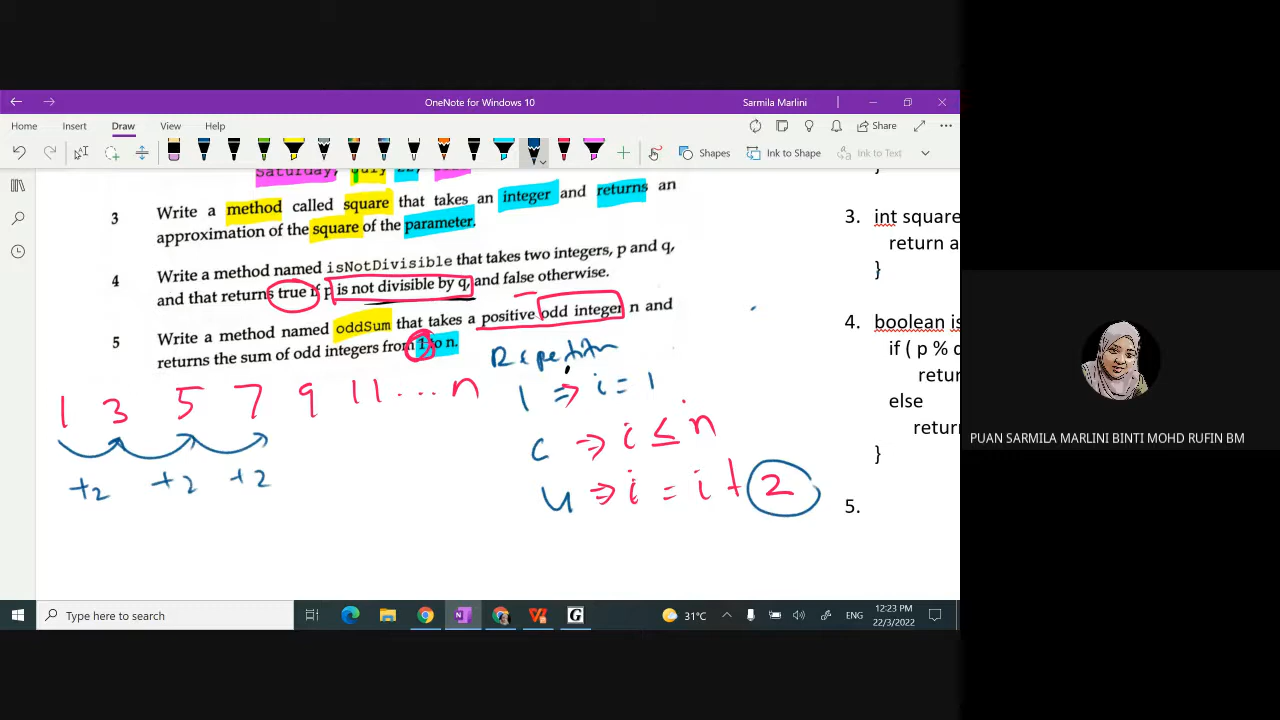 OneNote for Windows 10
Sarmila Marlini
Home Insert Draw View Help
Share
Shapes
Ink to Shape
Ink to Text
Saturday, July 22,
3 Write a method called square that takes an integer and returns an
approximation of the square of the parameter.
4 Write a method named isNotDivisible that takes two integers, p and q,
and that returns true if p is not divisible by q, and false otherwise.
5 Write a method named oddSum that takes a positive odd integer n and
returns the sum of odd integers from 1 to n.
Repetition
1 3 5 7 9 11 ... n
+2 +2 +2
1 => i = 1
C => i ≤ n
U => i = i + 2
}
3. int square
return a
}
4. boolean is
if ( p %
retur
else
return
}
5.
PUAN SARMILA MARLINI BINTI MOHD RUFIN BM
Type here to search
31°C
ENG
12:23 PM
22/3/2022